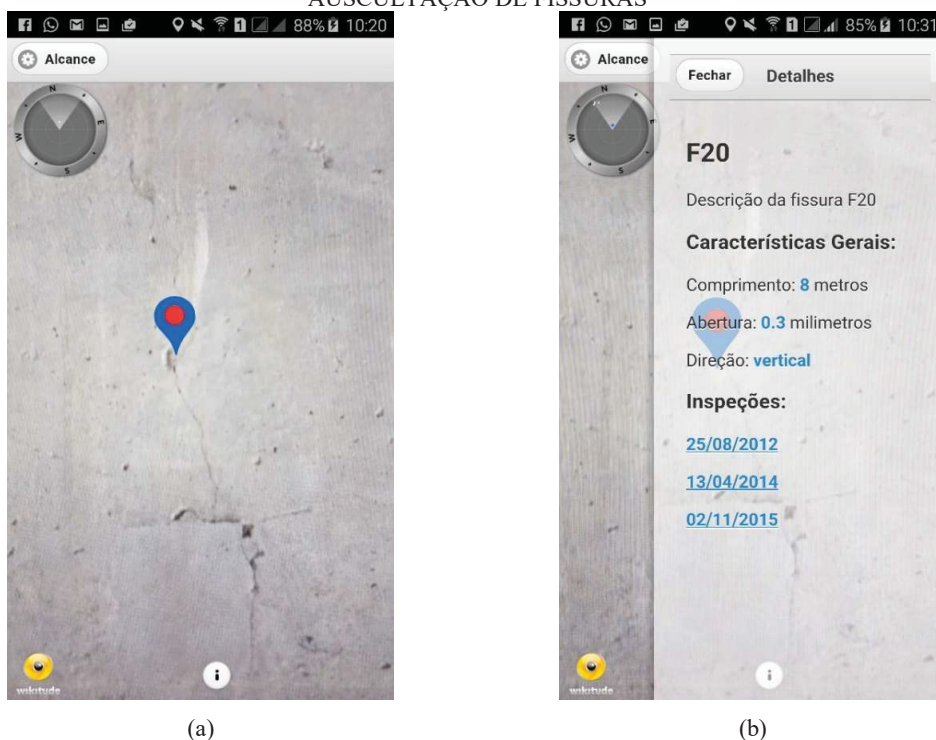 AUSCULTAÇÃO DE FISSURAS
88% 10:20
Alcance
N
E
S
W
wikitude
i
(a)
85% 10:31
Alcance
N
E
S
W
Fechar
Detalhes
F20
Descrição da fissura F20
Características Gerais:
Comprimento: 8 metros
Abertura: 0.3 milimetros
Direção: vertical
Inspeções:
25/08/2012
13/04/2014
02/11/2015
wikitude
i
(b)